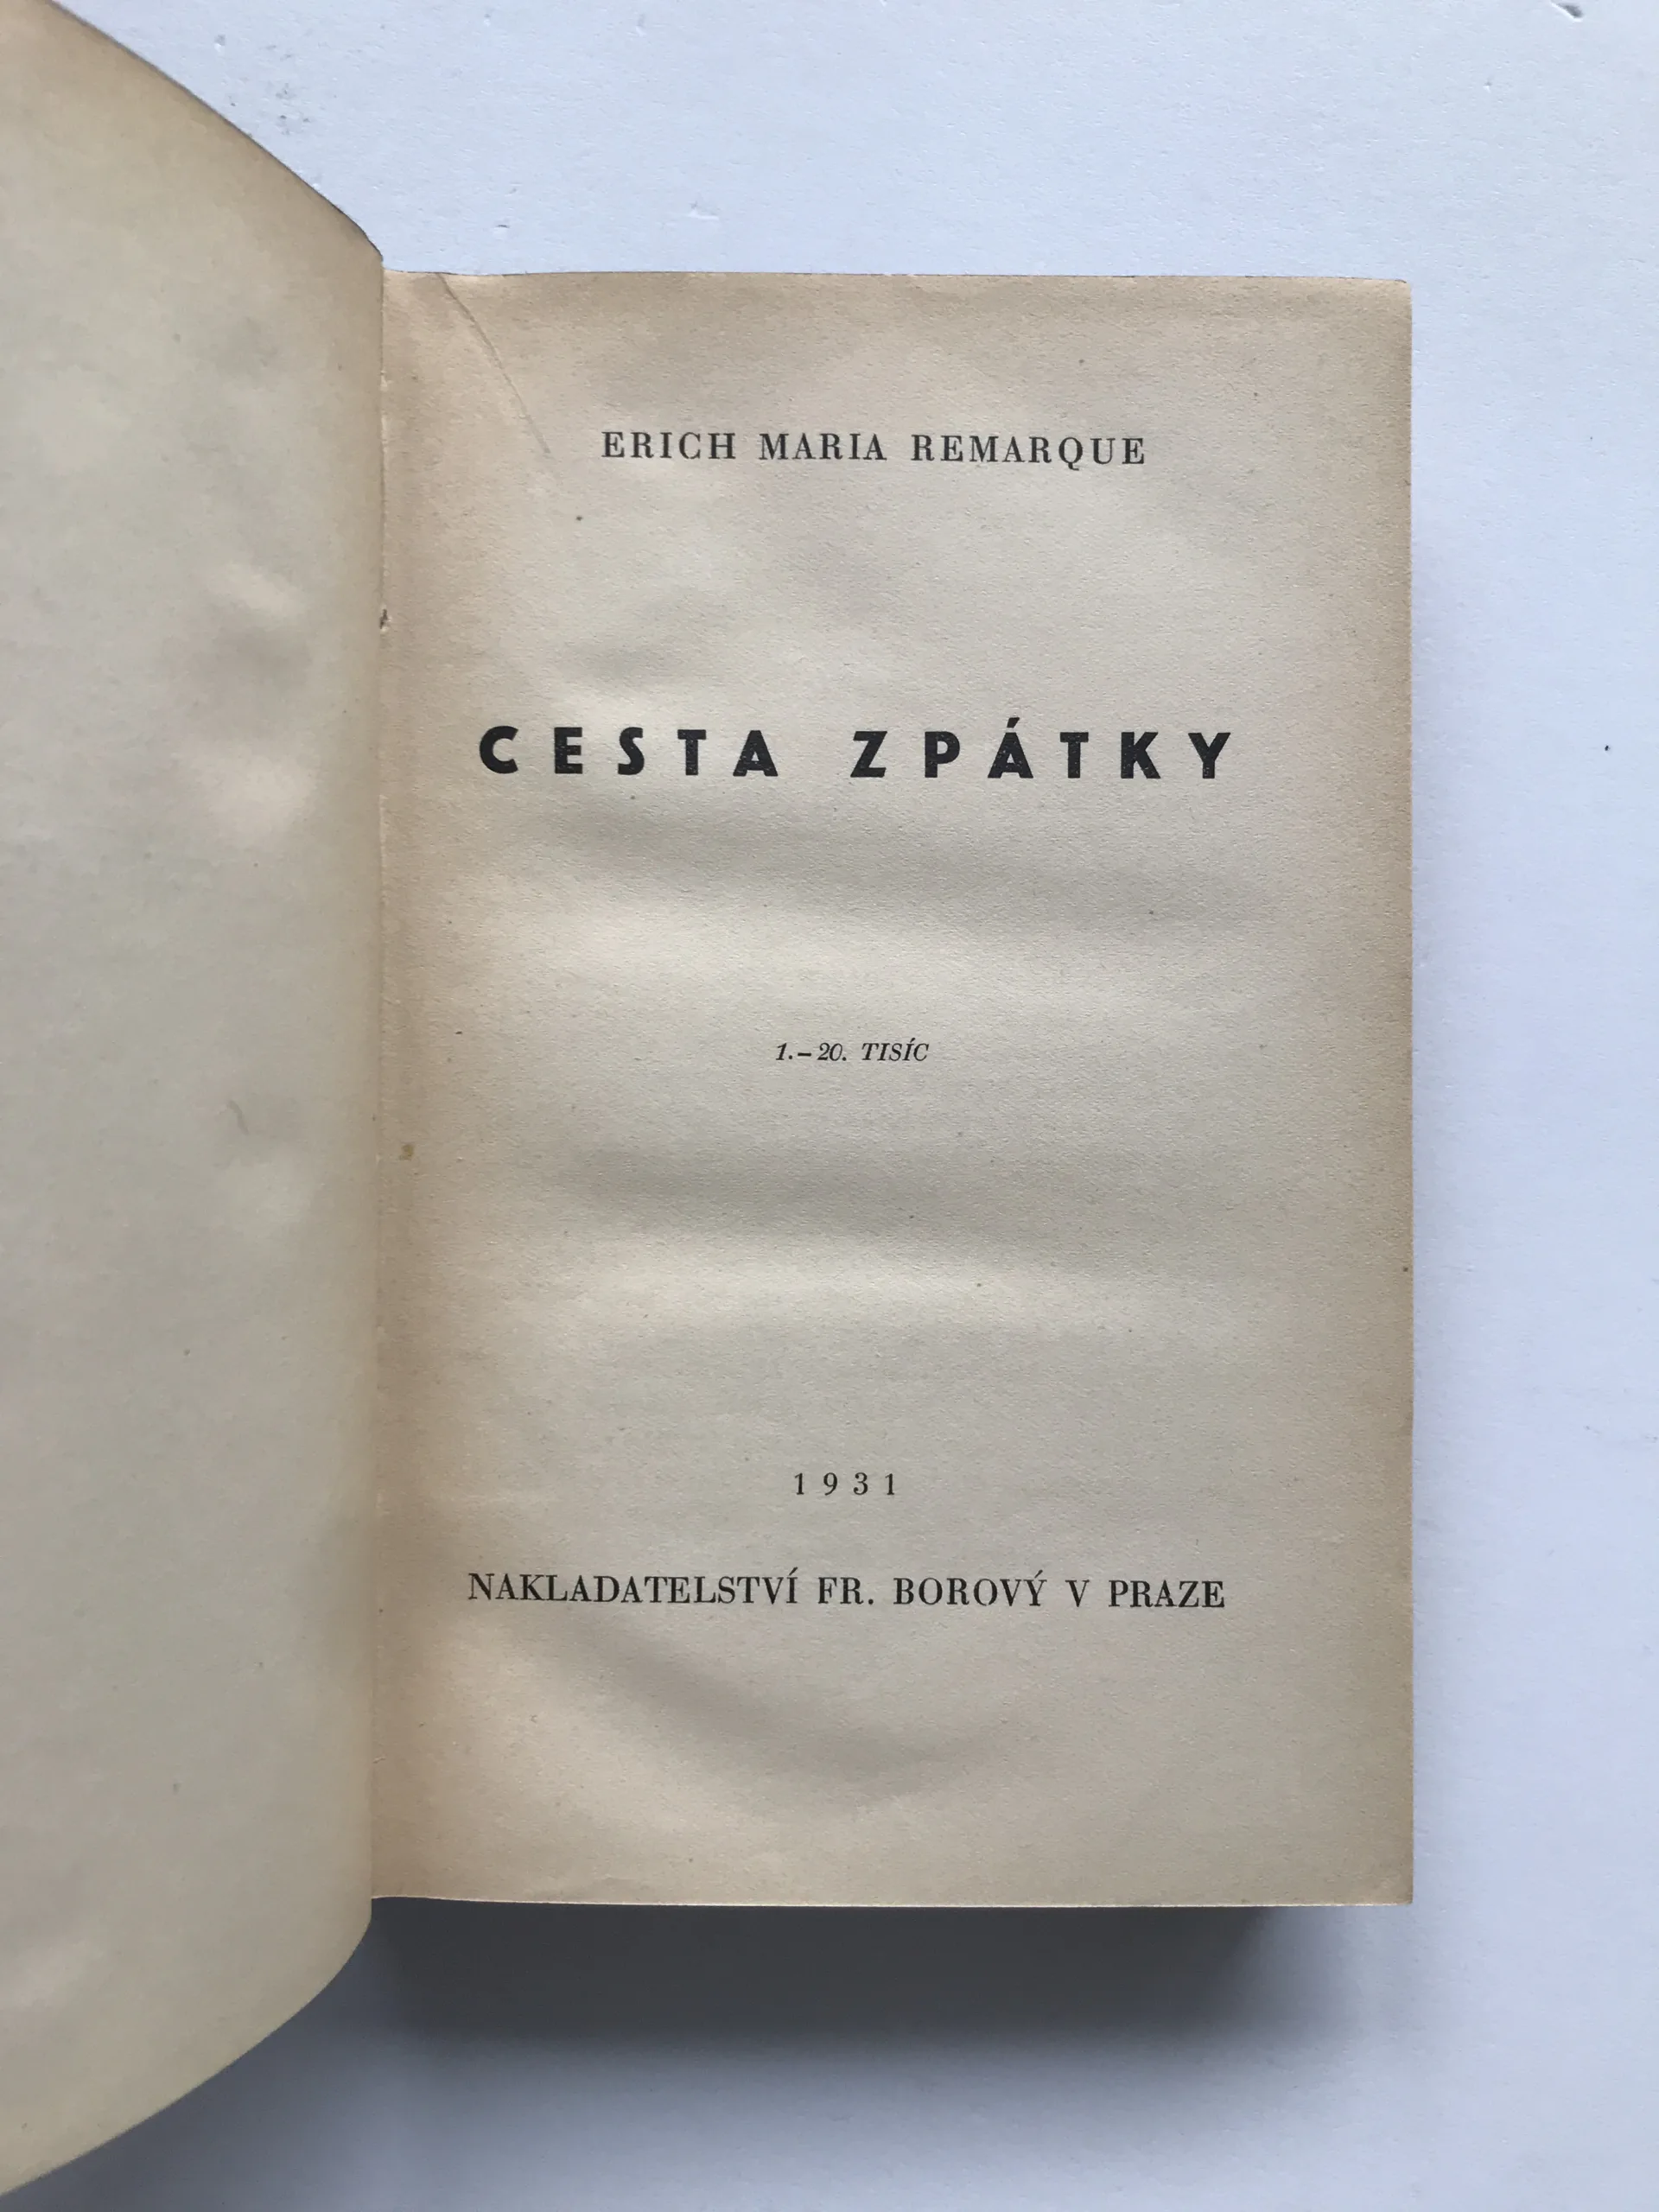 ERICH MARIA REMARQUE
CESTA ZPÁTKY
1.–20. TISÍC
1931
NAKLADATELSTVÍ FR. BOROVÝ V PRAZE